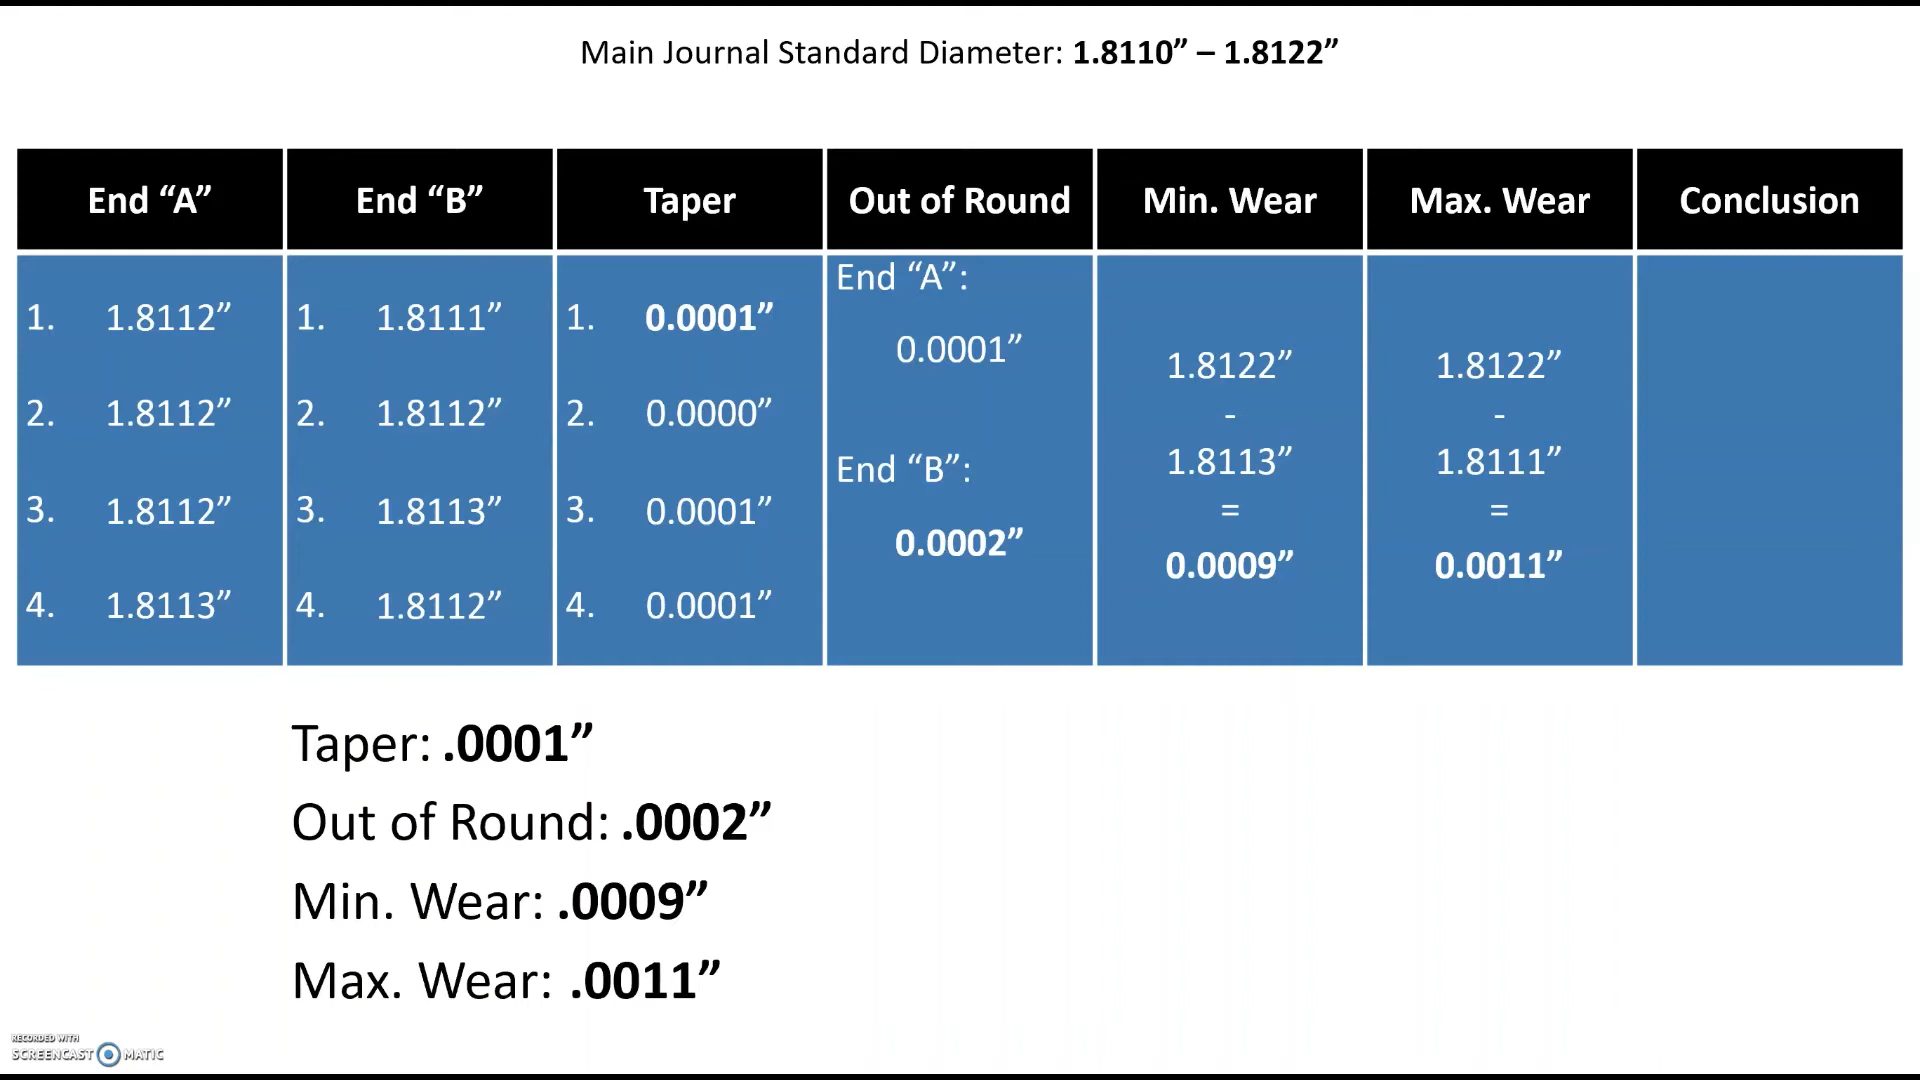 Main Journal Standard Diameter: 1.8110” – 1.8122”
End “A”
End “B”
Taper
Out of Round
Min. Wear
Max. Wear
Conclusion
1. 1.8112”
2. 1.8112”
3. 1.8112”
4. 1.8113”
1. 1.8111”
2. 1.8112”
3. 1.8113”
4. 1.8112”
1. 0.0001”
2. 0.0000”
3. 0.0001”
4. 0.0001”
End “A”:
0.0001”
End “B”:
0.0002”
1.8122”
-
1.8113”
=
0.0009”
1.8122”
-
1.8111”
=
0.0011”
Taper: .0001”
Out of Round: .0002”
Min. Wear: .0009”
Max. Wear: .0011”
RECORDED WITH
SCREENCAST MATIC